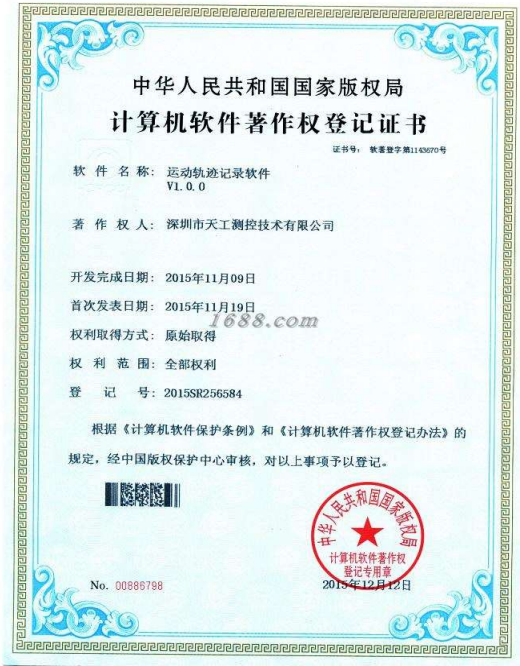 中华人民共和国国家版权局
计算机软件著作权登记证书
证书号： 软著登字第1143670号
软件名称： 运动轨迹记录软件
V1.0.0
著作权人： 深圳市天工测控技术有限公司
开发完成日期： 2015年11月09日
首次发表日期： 2015年11月19日
1688.com
权利取得方式： 原始取得
权利范围： 全部权利
登记号： 2015SR256584
根据《计算机软件保护条例》和《计算机软件著作权登记办法》的
规定，经中国版权保护中心审核，对以上事项予以登记。
中华人民共和国国家版权局
计算机软件著作权
登记专用章
No. 00886798
2015年12月12日